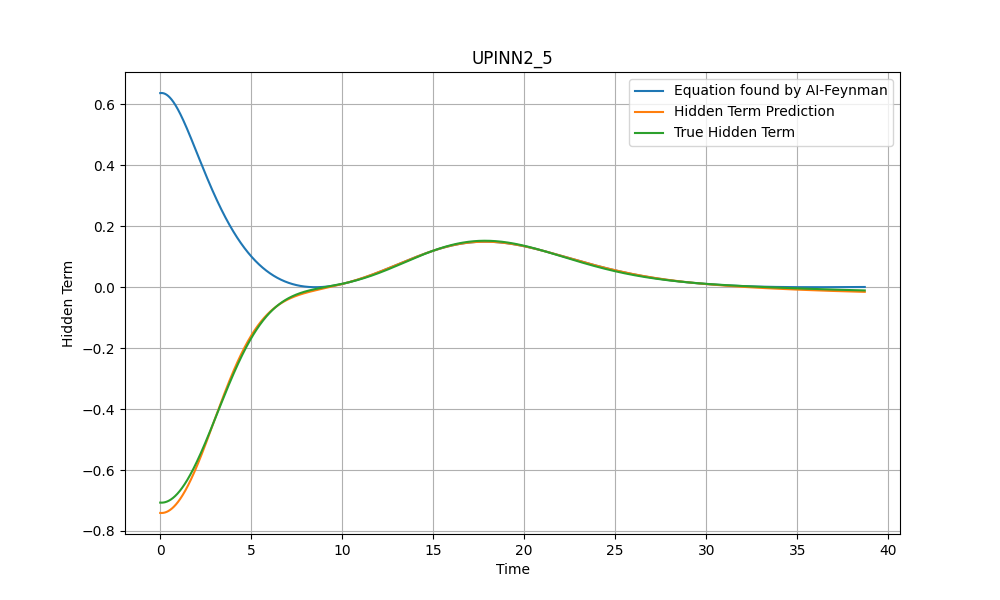 UPINN2_5
Equation found by AI-Feynman
Hidden Term Prediction
True Hidden Term
Hidden Term
0.6
0.4
0.2
0.0
−0.2
−0.4
−0.6
−0.8
0 5 10 15 20 25 30 35 40
Time